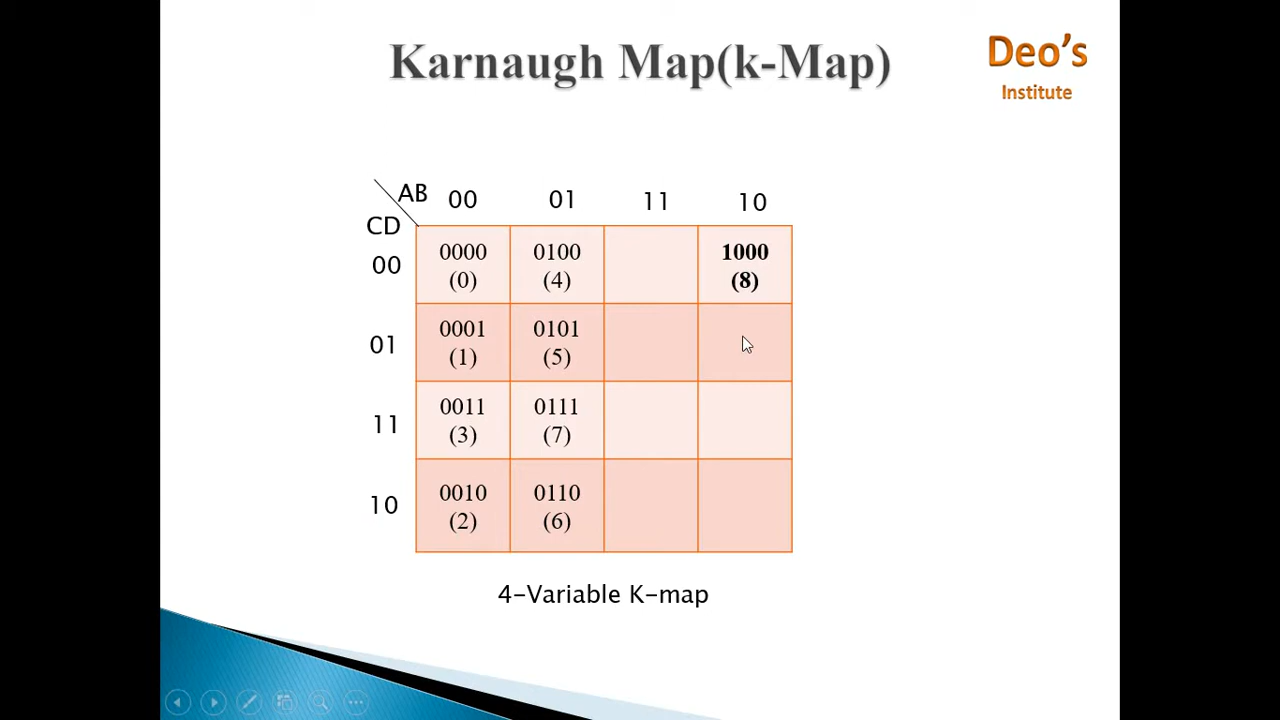 Karnaugh Map(k-Map)
Deo's
Institute
AB 00 01 11 10
CD
00 0000 0100 1000
(0) (4) (8)
01 0001 0101
(1) (5)
11 0011 0111
(3) (7)
10 0010 0110
(2) (6)
4-Variable K-map